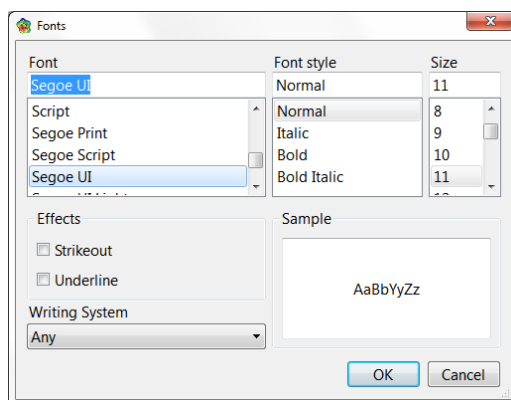 Fonts
Font
Font style
Size
Segoe UI
Normal
11
Script
Segoe Print
Segoe Script
Segoe UI
Normal
Italic
Bold
Bold Italic
8
9
10
11
Effects
Strikeout
Underline
Sample
AaBbYyZz
Writing System
Any
OK
Cancel